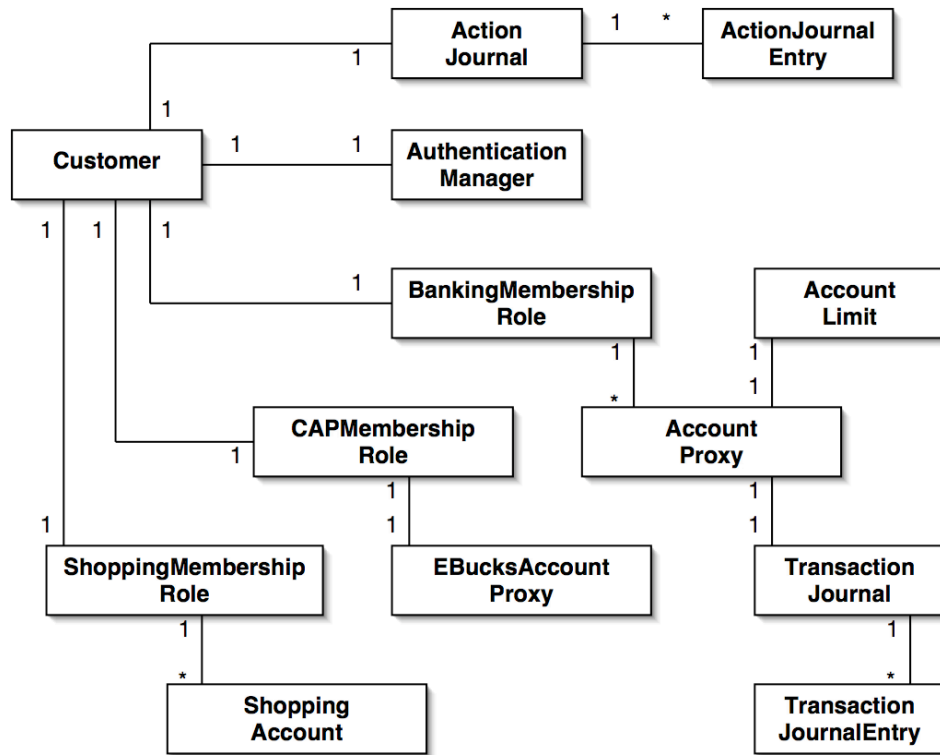 Action
Journal
1
*
ActionJournal
Entry
1
1
Customer
1
1
Authentication
Manager
1
1
1
1
BankingMembership
Role
Account
Limit
1
1
*
1
CAPMembership
Role
Account
Proxy
1
1
1
1
1
1
1
ShoppingMembership
Role
EBucksAccount
Proxy
Transaction
Journal
1
1
*
*
Shopping
Account
Transaction
JournalEntry